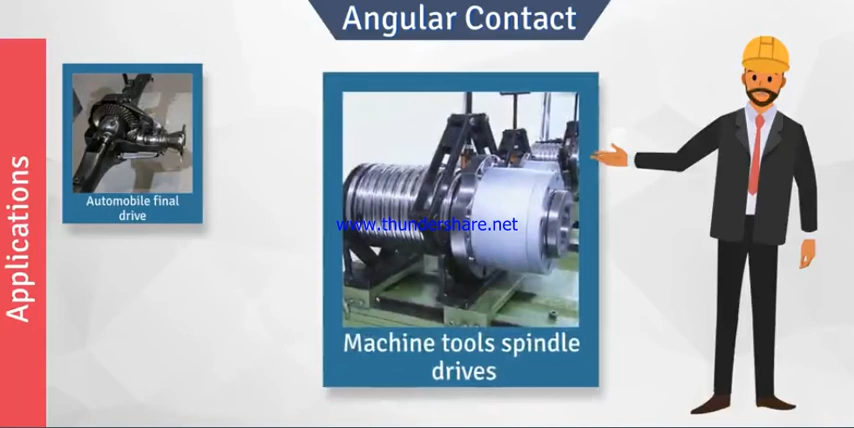 Angular Contact
Applications
Automobile final
drive
www.thundershare.net
Machine tools spindle
drives